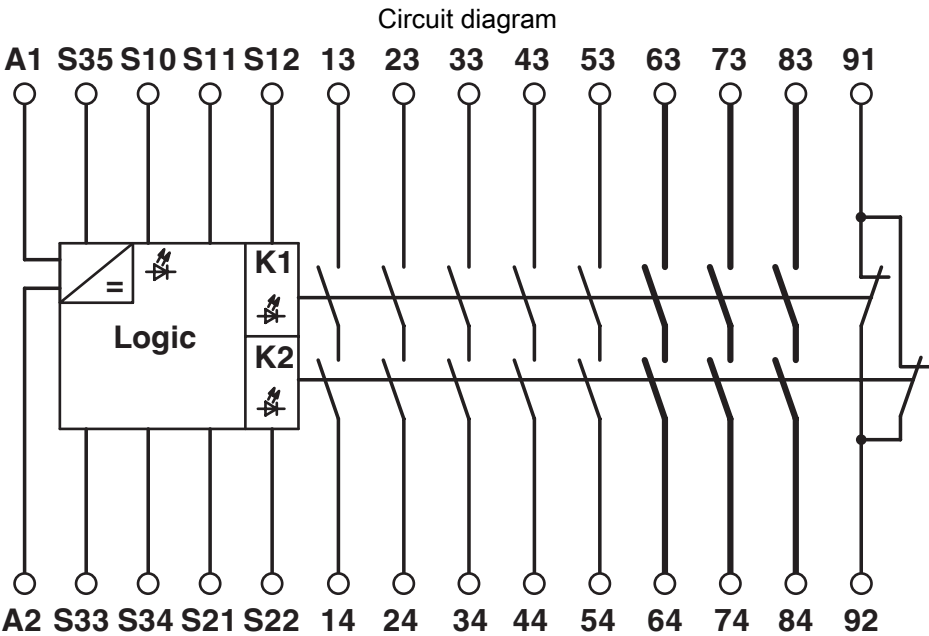 Circuit diagram
A1 S35 S10 S11 S12 13 23 33 43 53 63 73 83 91
K1
=
Logic
K2
A2 S33 S34 S21 S22 14 24 34 44 54 64 74 84 92